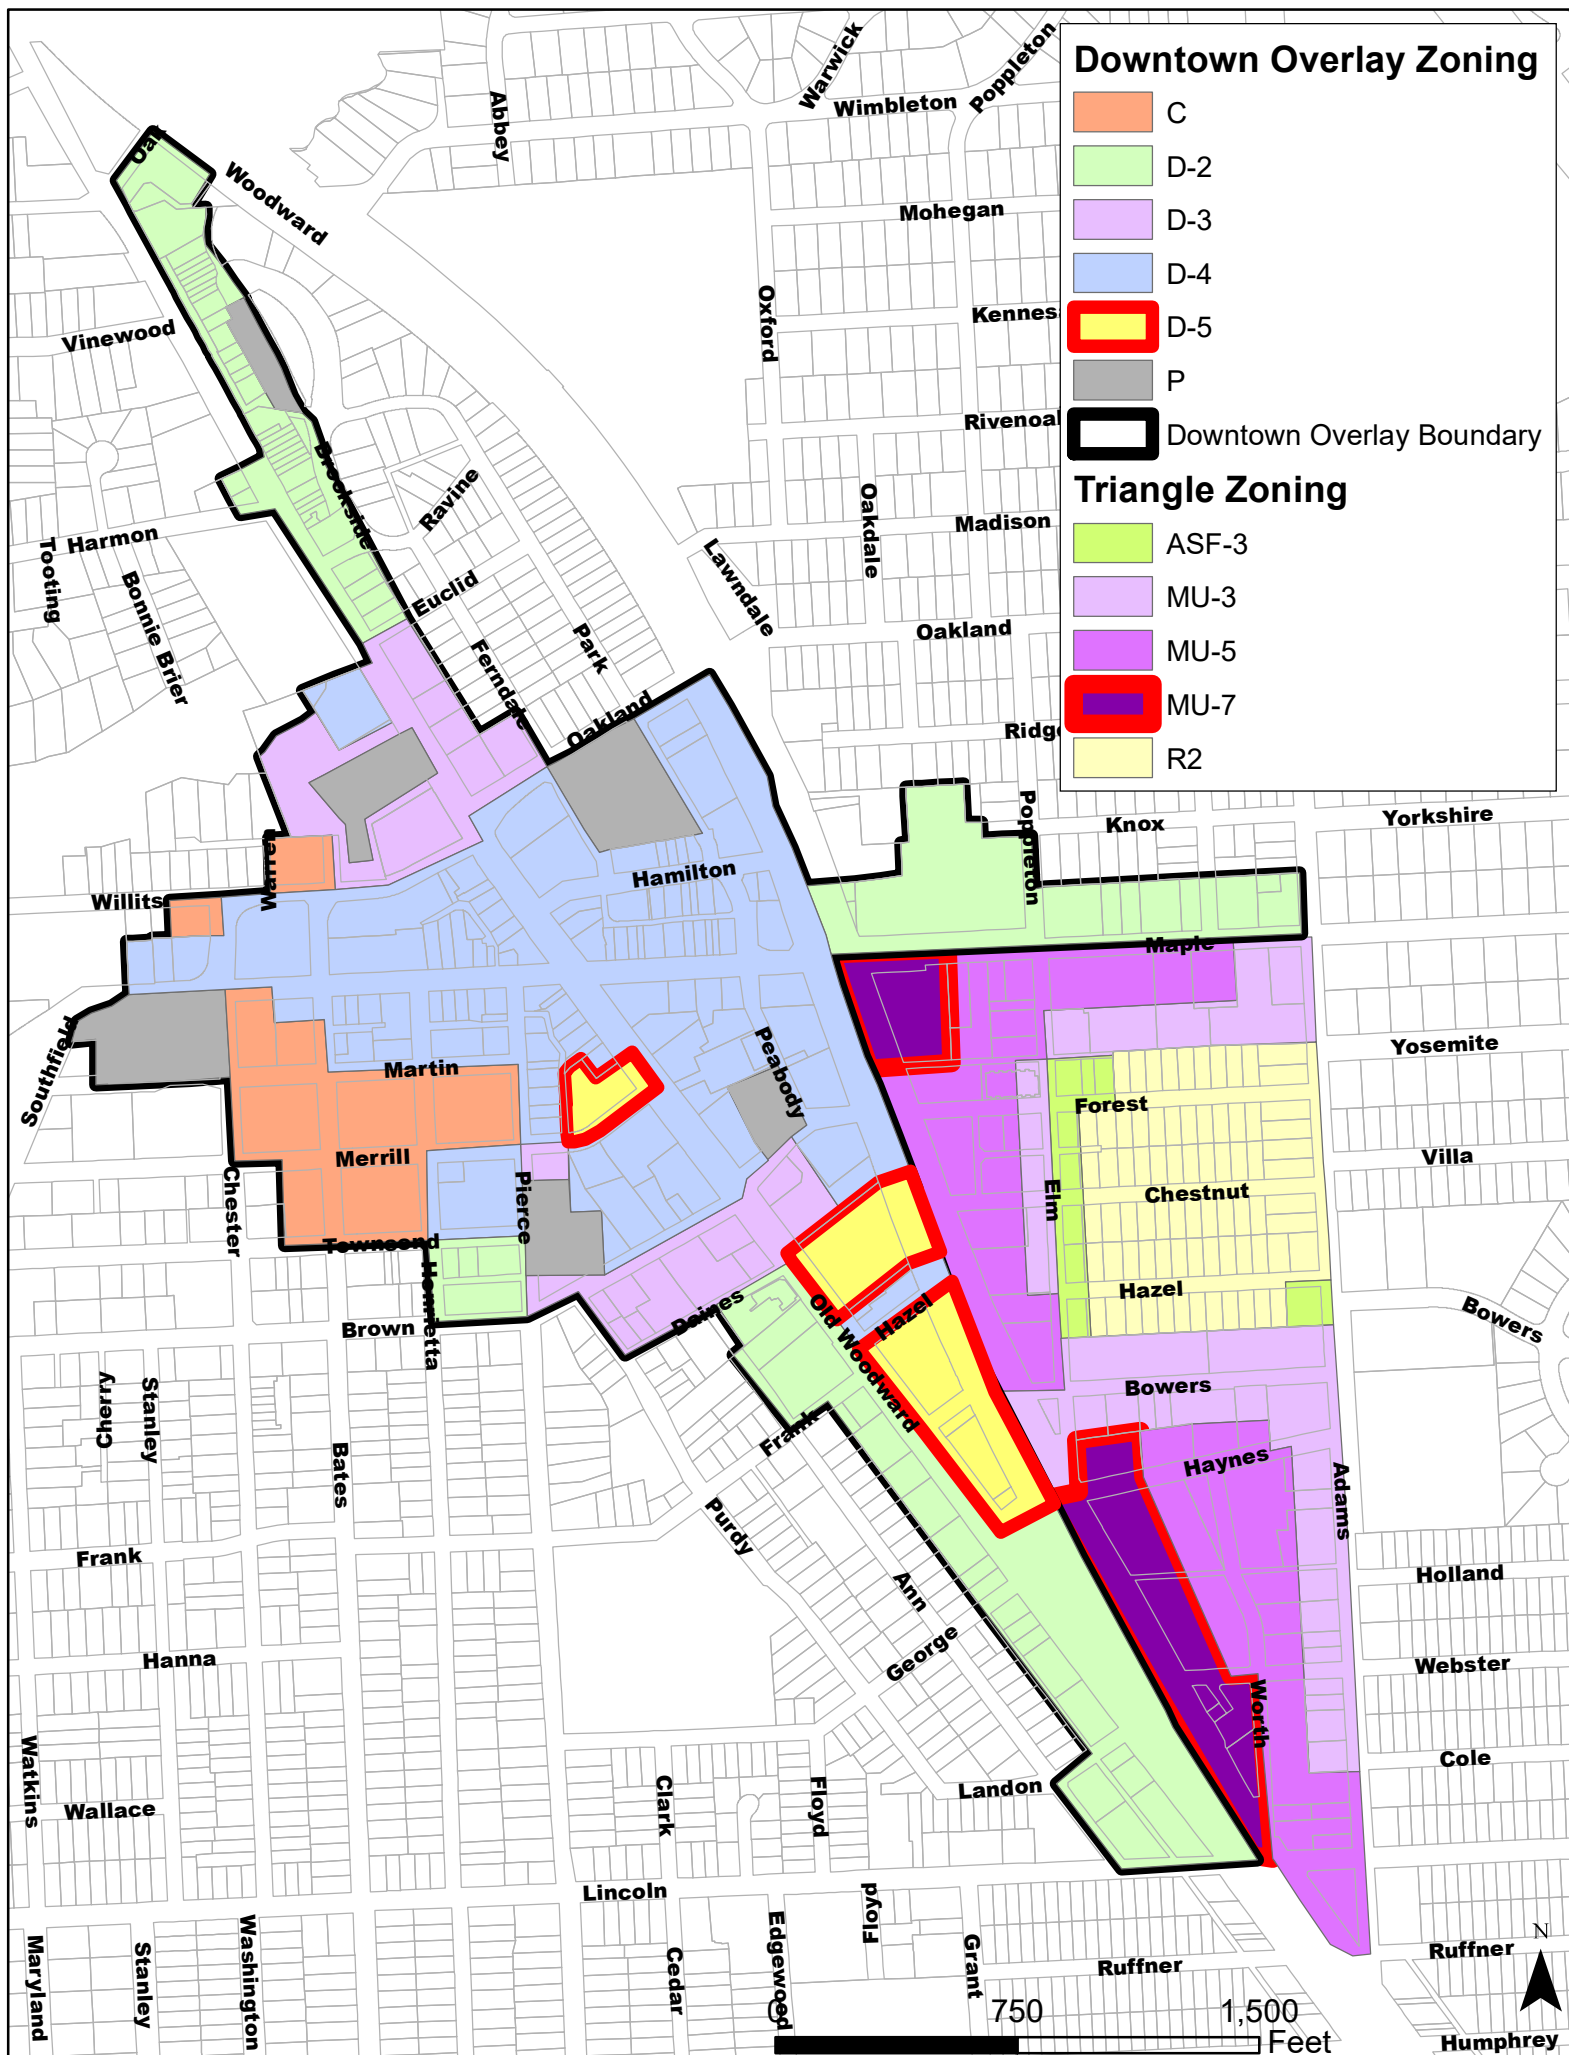 Downtown Overlay Zoning
C
D-2
D-3
D-4
D-5
P
Downtown Overlay Boundary
Triangle Zoning
ASF-3
MU-3
MU-5
MU-7
R2
Warwick
Poppleton
Wimbleton
Abbey
Oak
Woodward
Mohegan
Oxford
Kennes
Vinewood
Rivenoa
Brookside
Ravine
Oakdale
Madison
Harmon
Tooting
Bonnie Brier
Lawndale
Euclid
Park
Ferndale
Oakland
Oakland
Ridge
Poppleton
Knox
Yorkshire
Hamilton
Warren
Willits
Maple
Southfield
Peabody
Yosemite
Martin
Forest
Merrill
Villa
Chester
Pierce
Elm
Chestnut
Townsend
Henrietta
Hazel
Daines
Old Woodward
Hazel
Bowers
Brown
Bowers
Cherry
Stanley
Frank
Bates
Haynes
Adams
Purdy
Frank
Holland
Ann
George
Hanna
Webster
Worth
Watkins
Cole
Landon
Wallace
Clark
Floyd
Lincoln
Floyd
Maryland
Stanley
Washington
Cedar
Edgewood
Grant
Ruffner
Ruffner
N
0
750
1,500
Feet
Humphrey